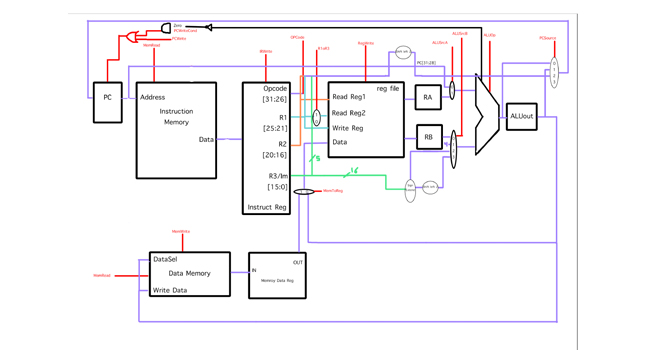 Zero
PCWriteCond
PCWrite
MemRead
OPCode
IRWrite
R1orR3
RegWrite
ALUSrcA
ALUSrcB
ALUOp
PCSource
PC[31:28]
PC
Address
Instruction
Memory
Data
Opcode
[31:26]
R1
[25:21]
R2
[20:16]
R3/Im
[15:0]
Instruct Reg
5
16
reg file
Read Reg1
Read Reg2
Write Reg
Data
RA
RB
ALUout
MemToReg
MemWrite
MemRead
DataSel
Data Memory
Write Data
IN
OUT
Memory Data Reg